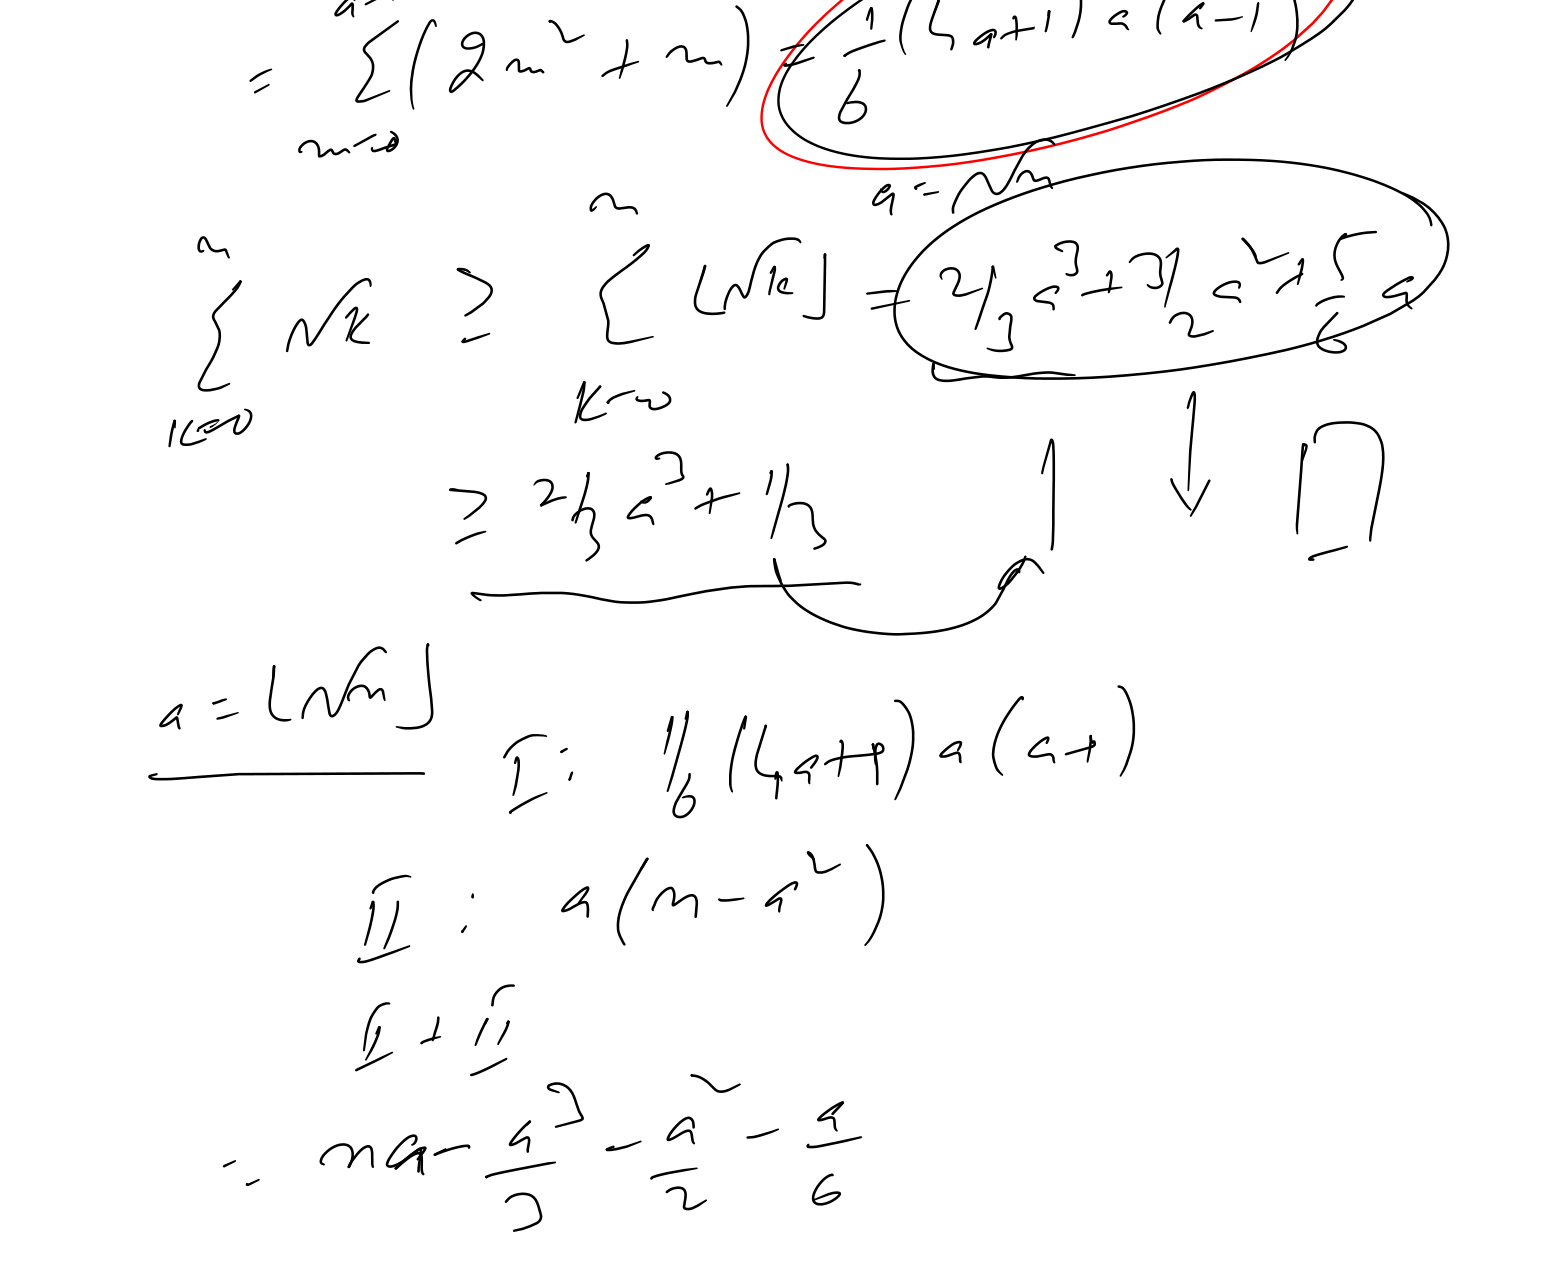 = Σ (2m² + m) = 1/6 (4a+1) a (a-1)
m=0
a = √n
n n
Σ √k ≥ Σ ⌊√k⌋ = 2/3 a³ + 3/2 a² + 5/6 a
k=0 k=0
≥ 2/3 a³ + 1/3
a = ⌊√n⌋
I : 1/6 (4a+1) a (a-1)
II : a (n - a²)
I + II
= na - a³/3 - a²/2 - a/6